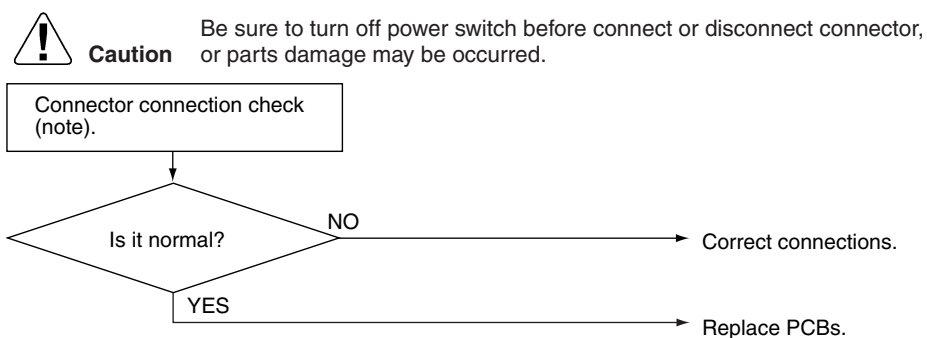 Be sure to turn off power switch before connect or disconnect connector,
Caution or parts damage may be occurred.
Connector connection check
(note).
NO
Is it normal?
Correct connections.
YES
Replace PCBs.